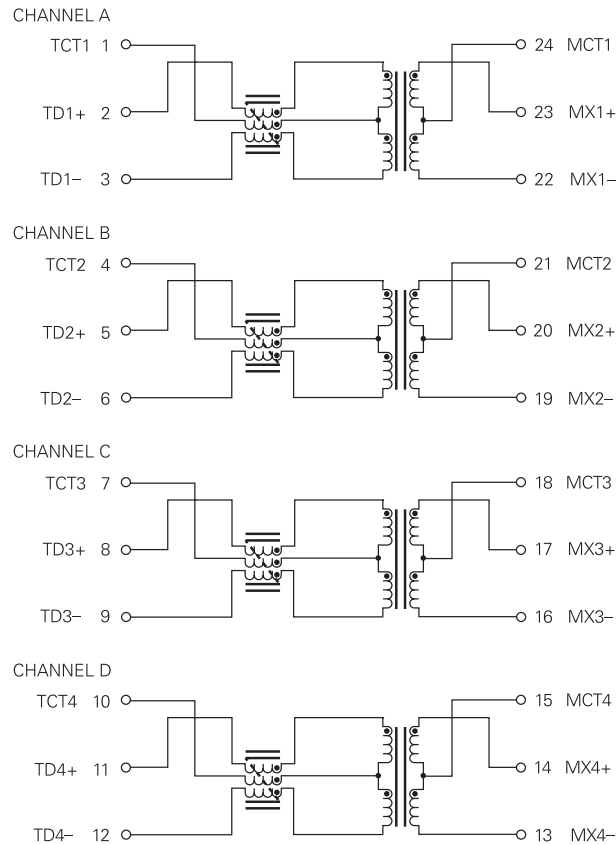 CHANNEL A
TCT1 1 24 MCT1
TD1+ 2 23 MX1+
TD1– 3 22 MX1–
CHANNEL B
TCT2 4 21 MCT2
TD2+ 5 20 MX2+
TD2– 6 19 MX2–
CHANNEL C
TCT3 7 18 MCT3
TD3+ 8 17 MX3+
TD3– 9 16 MX3–
CHANNEL D
TCT4 10 15 MCT4
TD4+ 11 14 MX4+
TD4– 12 13 MX4–